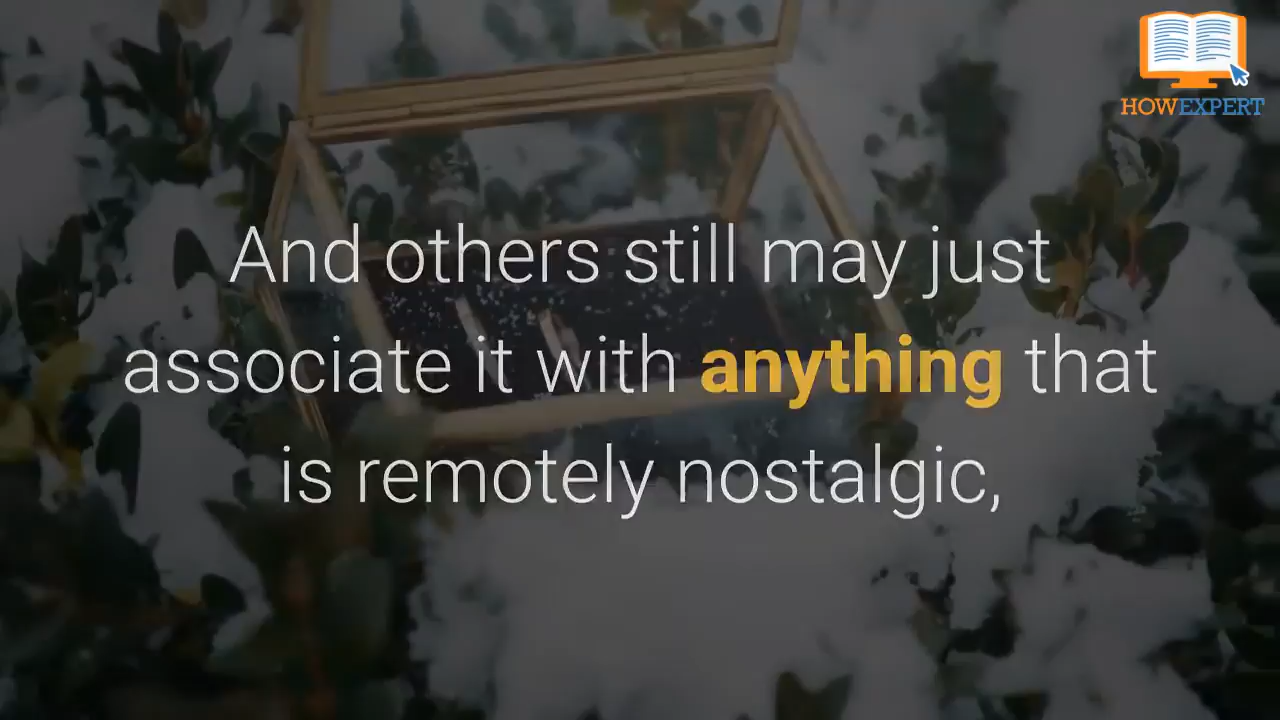 HOWEXPERT
And others still may just
associate it with anything that
is remotely nostalgic,